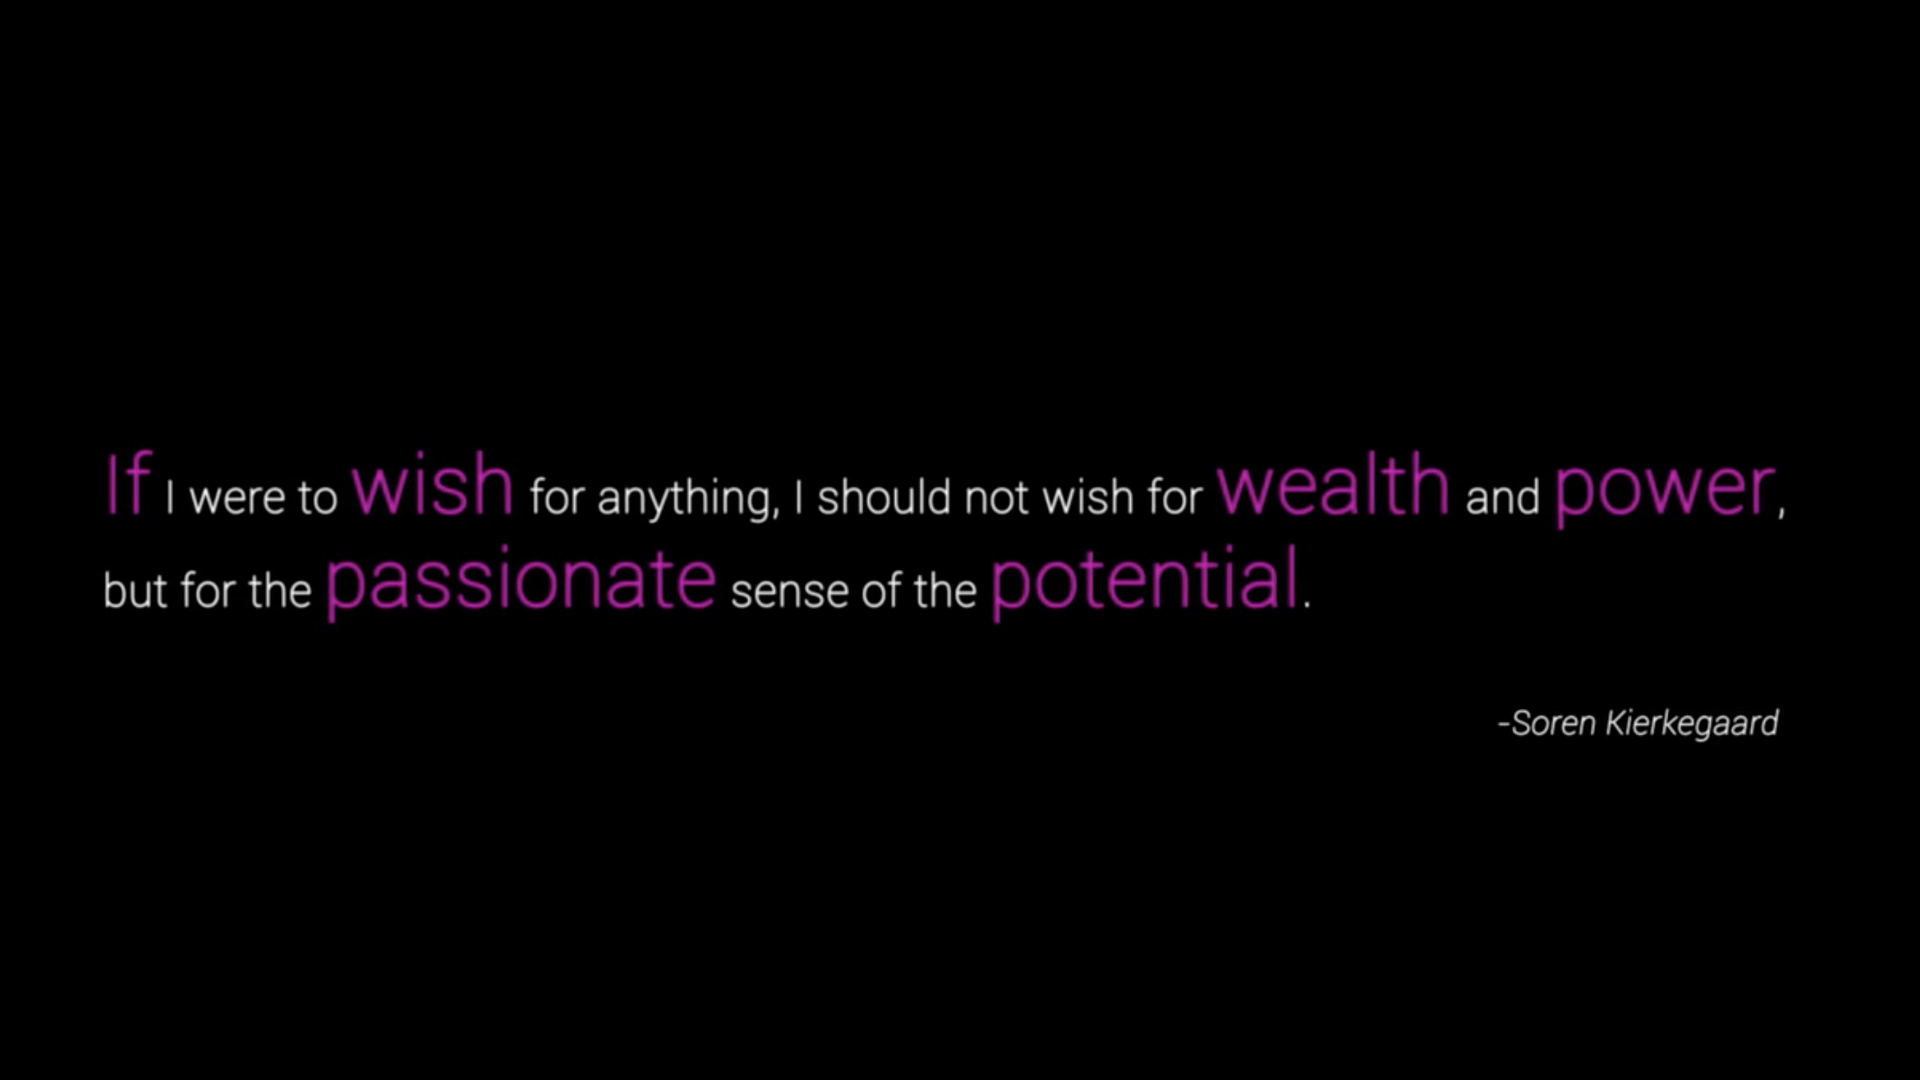 If I were to wish for anything, I should not wish for wealth and power,
but for the passionate sense of the potential.
-Soren Kierkegaard